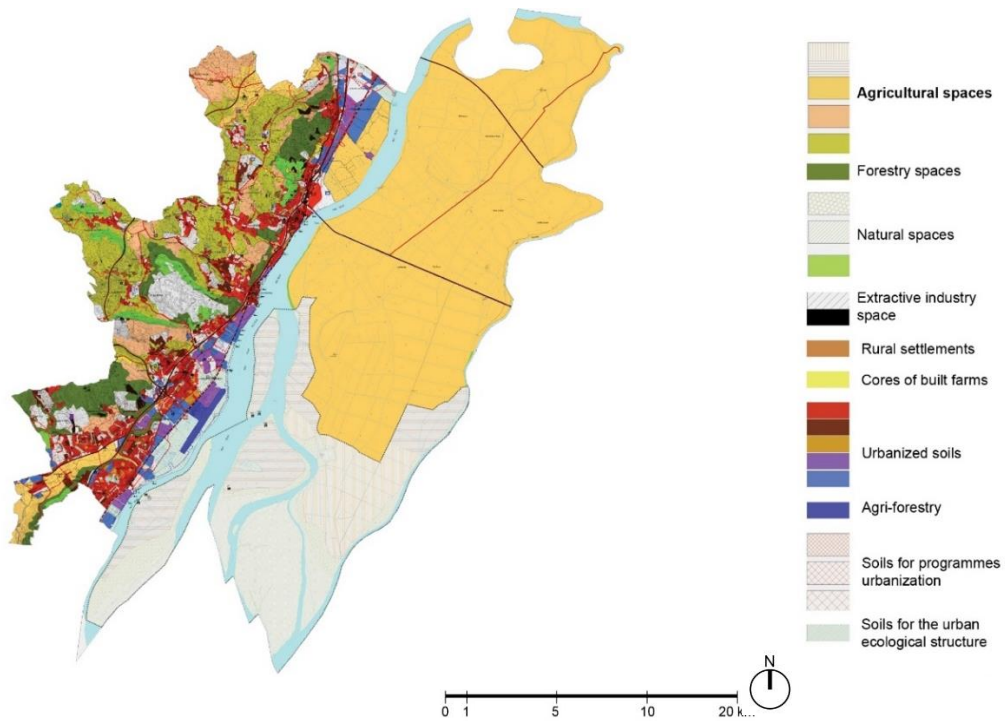 Agricultural spaces
Forestry spaces
Natural spaces
Extractive industry
space
Rural settlements
Cores of built farms
Urbanized soils
Agri-forestry
Soils for programmes
urbanization
Soils for the urban
ecological structure
N
0 1 5 10 20 km